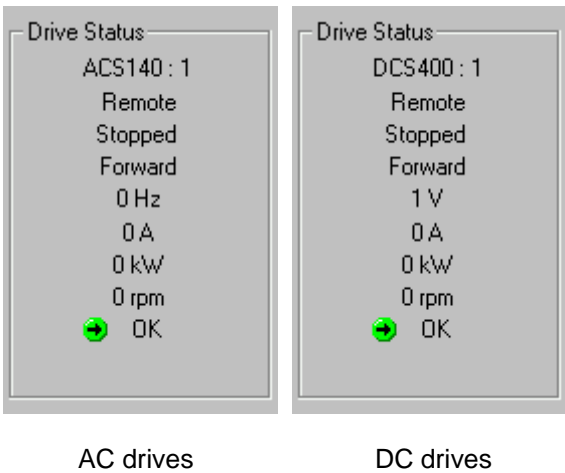 Drive Status
ACS140 : 1
Remote
Stopped
Forward
0 Hz
0 A
0 kW
0 rpm
OK
AC drives
Drive Status
DCS400 : 1
Remote
Stopped
Forward
1 V
0 A
0 kW
0 rpm
OK
DC drives